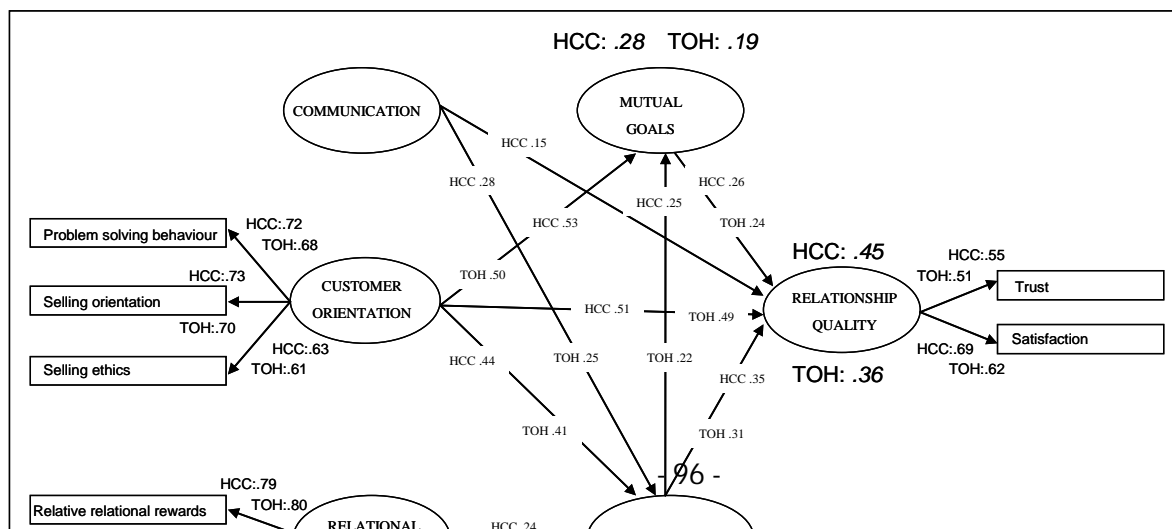 HCC: .28 TOH: .19
COMMUNICATION
MUTUAL
GOALS
HCC .15
HCC .28
HCC .26
HCC .25
HCC .53
TOH .24
HCC:.72
Problem solving behaviour
TOH:.68
HCC: .45
HCC:.55
TOH:.51
HCC:.73
TOH .50
CUSTOMER
ORIENTATION
Selling orientation
Trust
RELATIONSHIP
QUALITY
HCC .51
TOH .49
TOH:.70
Satisfaction
HCC:.63
HCC:.69
TOH:.62
HCC .44
TOH .25
TOH .22
Selling ethics
TOH:.61
TOH: .36
HCC .35
TOH .41
TOH .31
- 96 -
HCC:.79
Relative relational rewards
TOH:.80
RELATIONAL
HCC .24